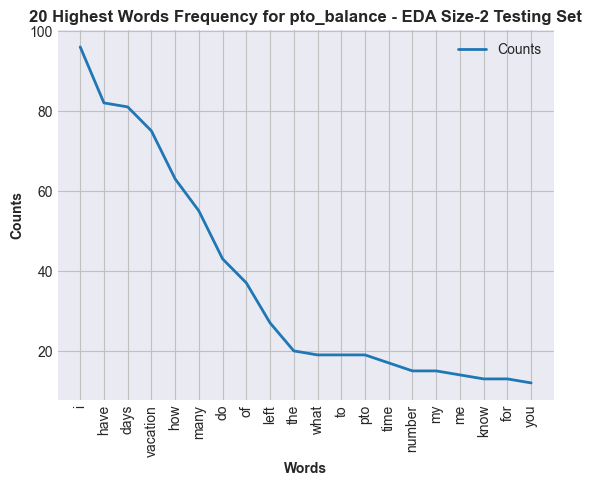 20 Highest Words Frequency for pto_balance - EDA Size-2 Testing Set
Counts
100
80
60
40
20
Counts
i
have
days
vacation
how
many
do
of
left
the
what
to
pto
time
number
my
me
know
for
you
Words